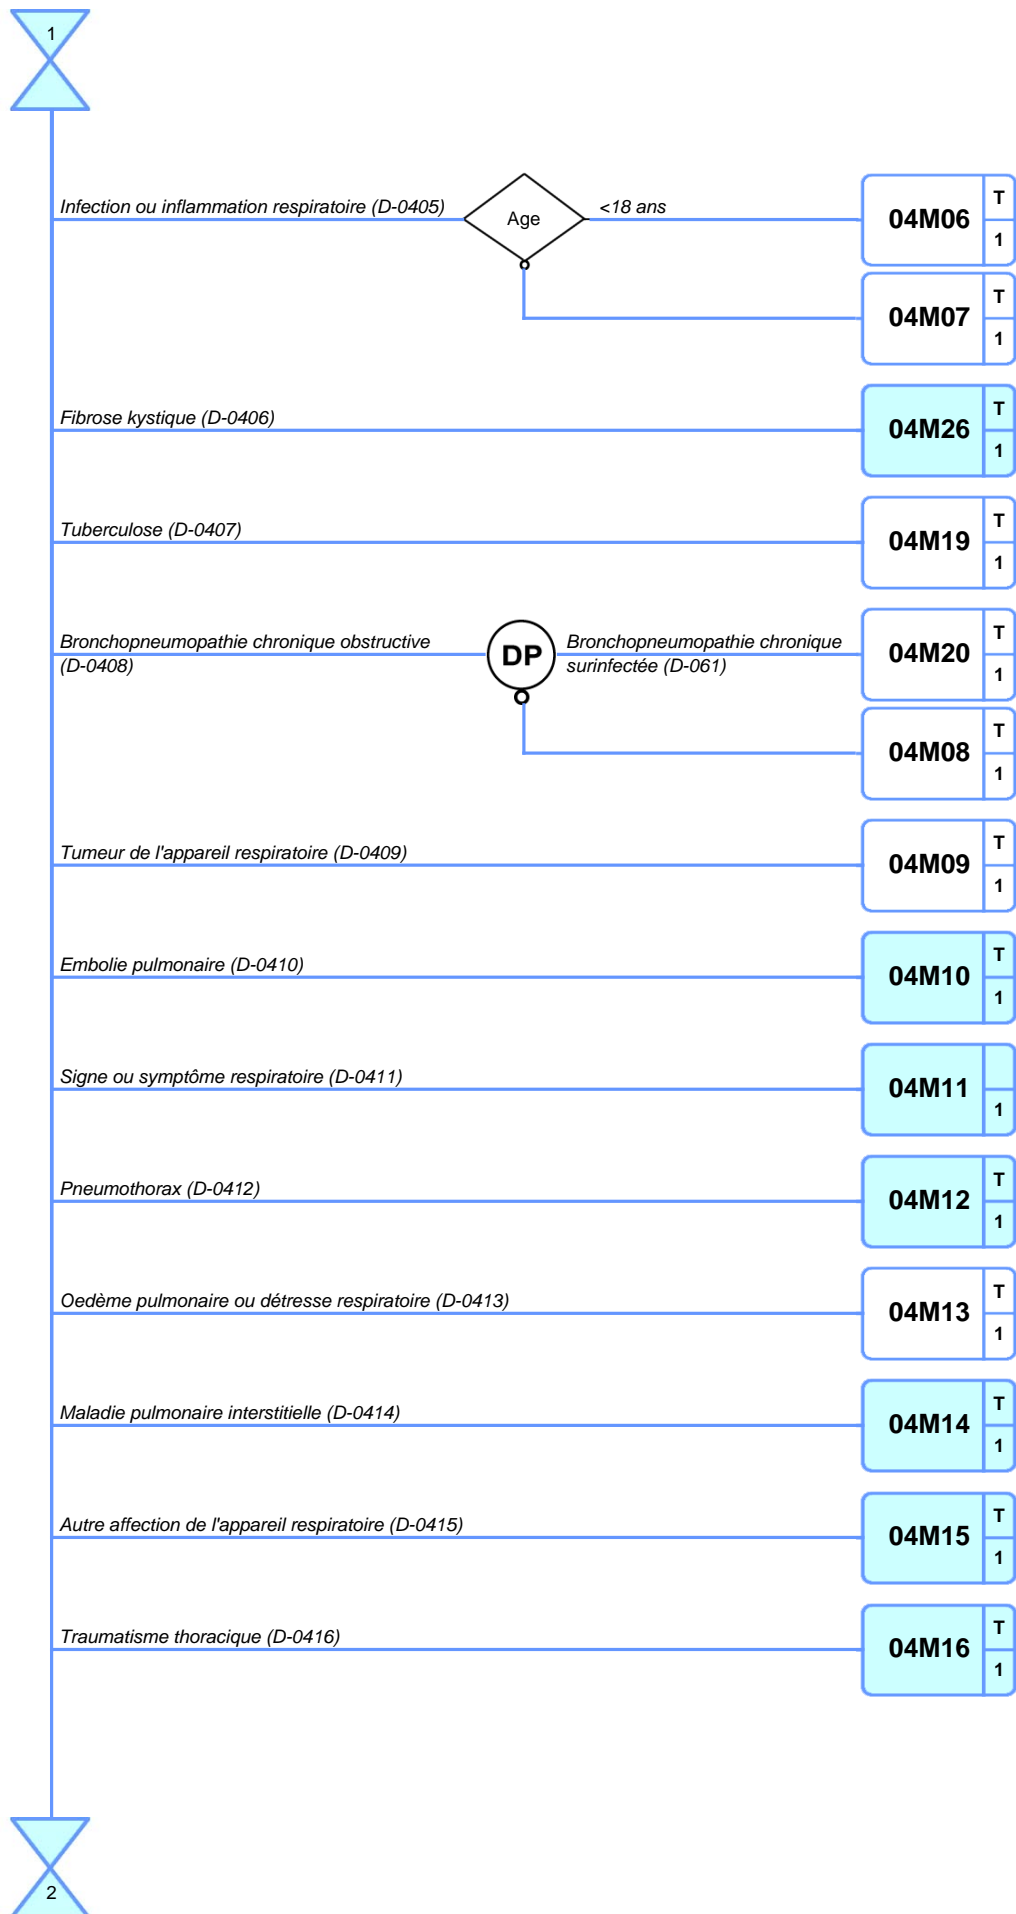 1
Infection ou inflammation respiratoire (D-0405)
Age
<18 ans
04M06
T
1
04M07
T
1
Fibrose kystique (D-0406)
04M26
T
1
Tuberculose (D-0407)
04M19
T
1
Bronchopneumopathie chronique obstructive
(D-0408)
DP
Bronchopneumopathie chronique
surinfectée (D-061)
04M20
T
1
04M08
T
1
Tumeur de l'appareil respiratoire (D-0409)
04M09
T
1
Embolie pulmonaire (D-0410)
04M10
T
1
Signe ou symptôme respiratoire (D-0411)
04M11
1
Pneumothorax (D-0412)
04M12
T
1
Oedème pulmonaire ou détresse respiratoire (D-0413)
04M13
T
1
Maladie pulmonaire interstitielle (D-0414)
04M14
T
1
Autre affection de l'appareil respiratoire (D-0415)
04M15
T
1
Traumatisme thoracique (D-0416)
04M16
T
1
2